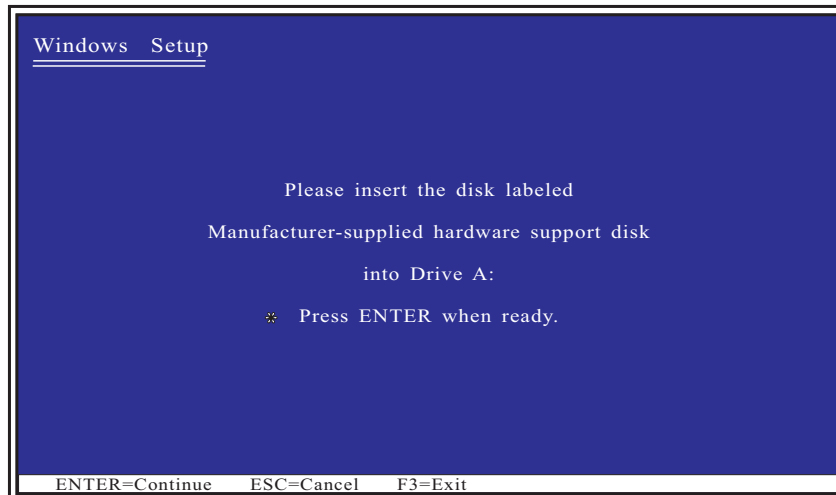 Windows Setup
Please insert the disk labeled
Manufacturer-supplied hardware support disk
into Drive A:
* Press ENTER when ready.
ENTER=Continue ESC=Cancel F3=Exit